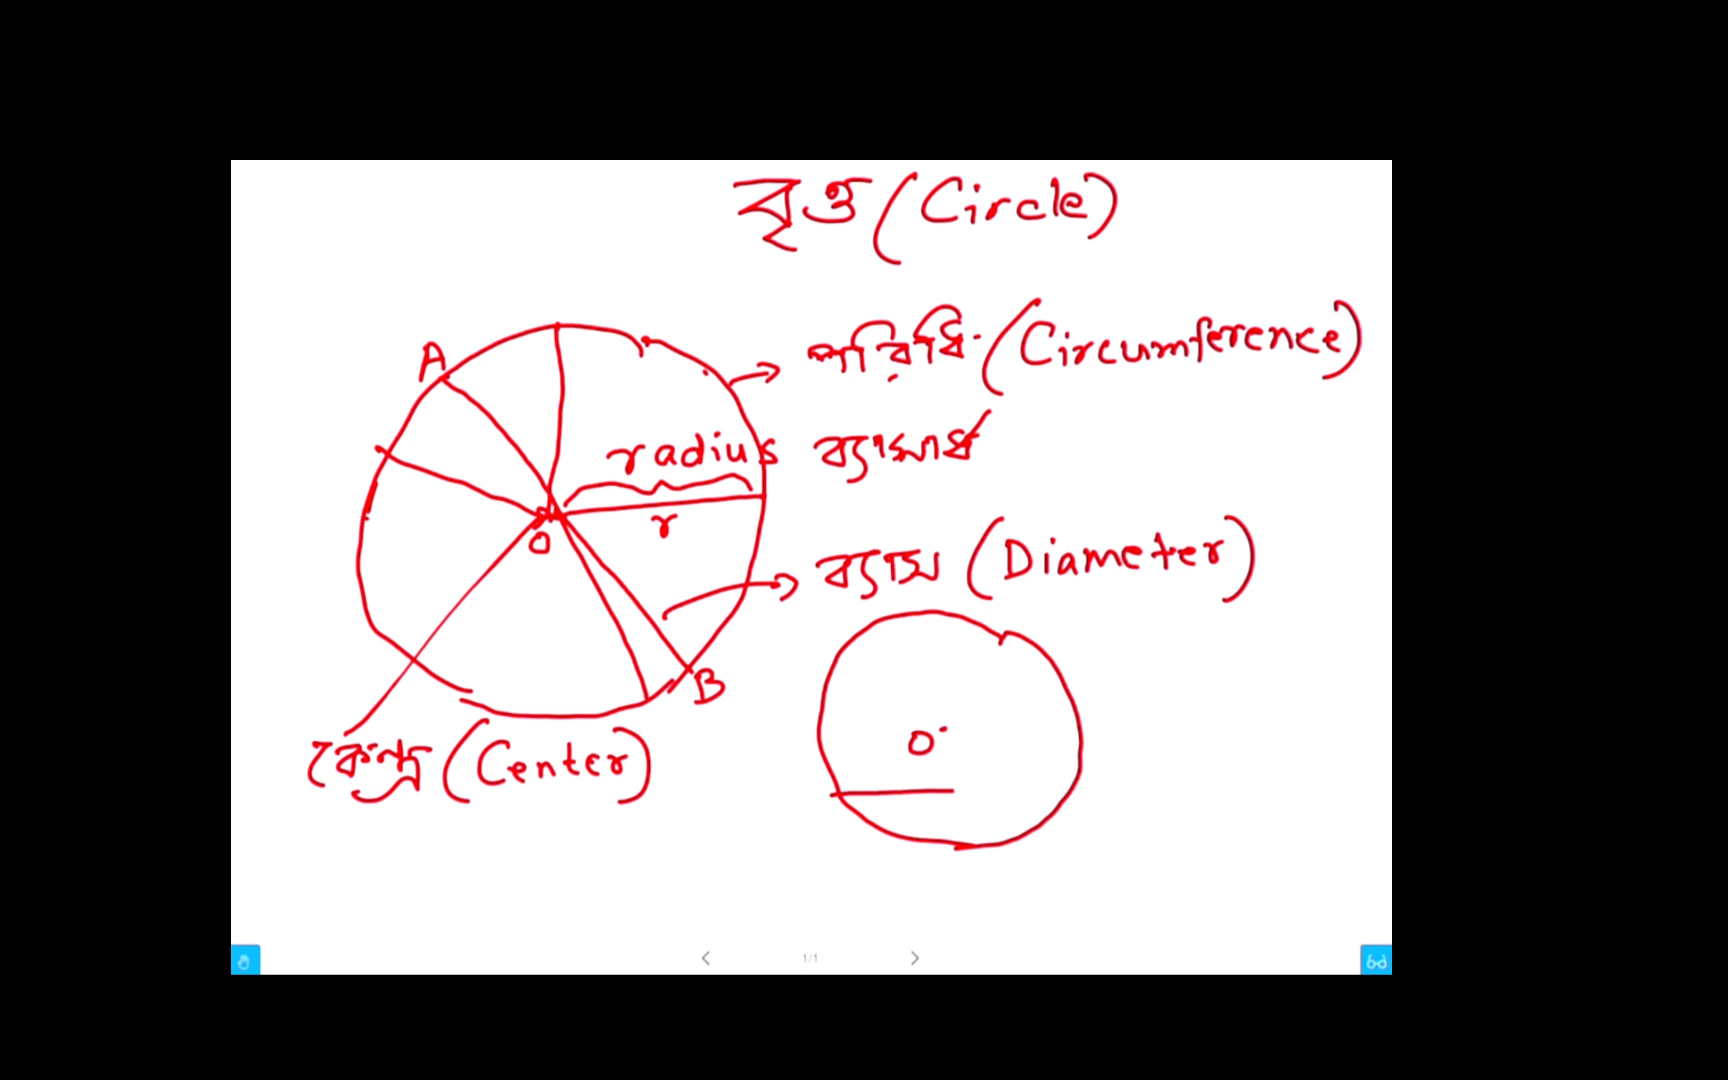 বৃত্ত (Circle)
পরিধি (Circumference)
A
radius ব্যাসার্ধ
r
O
ব্যাস (Diameter)
B
কেন্দ্র (Center)
O
1/1